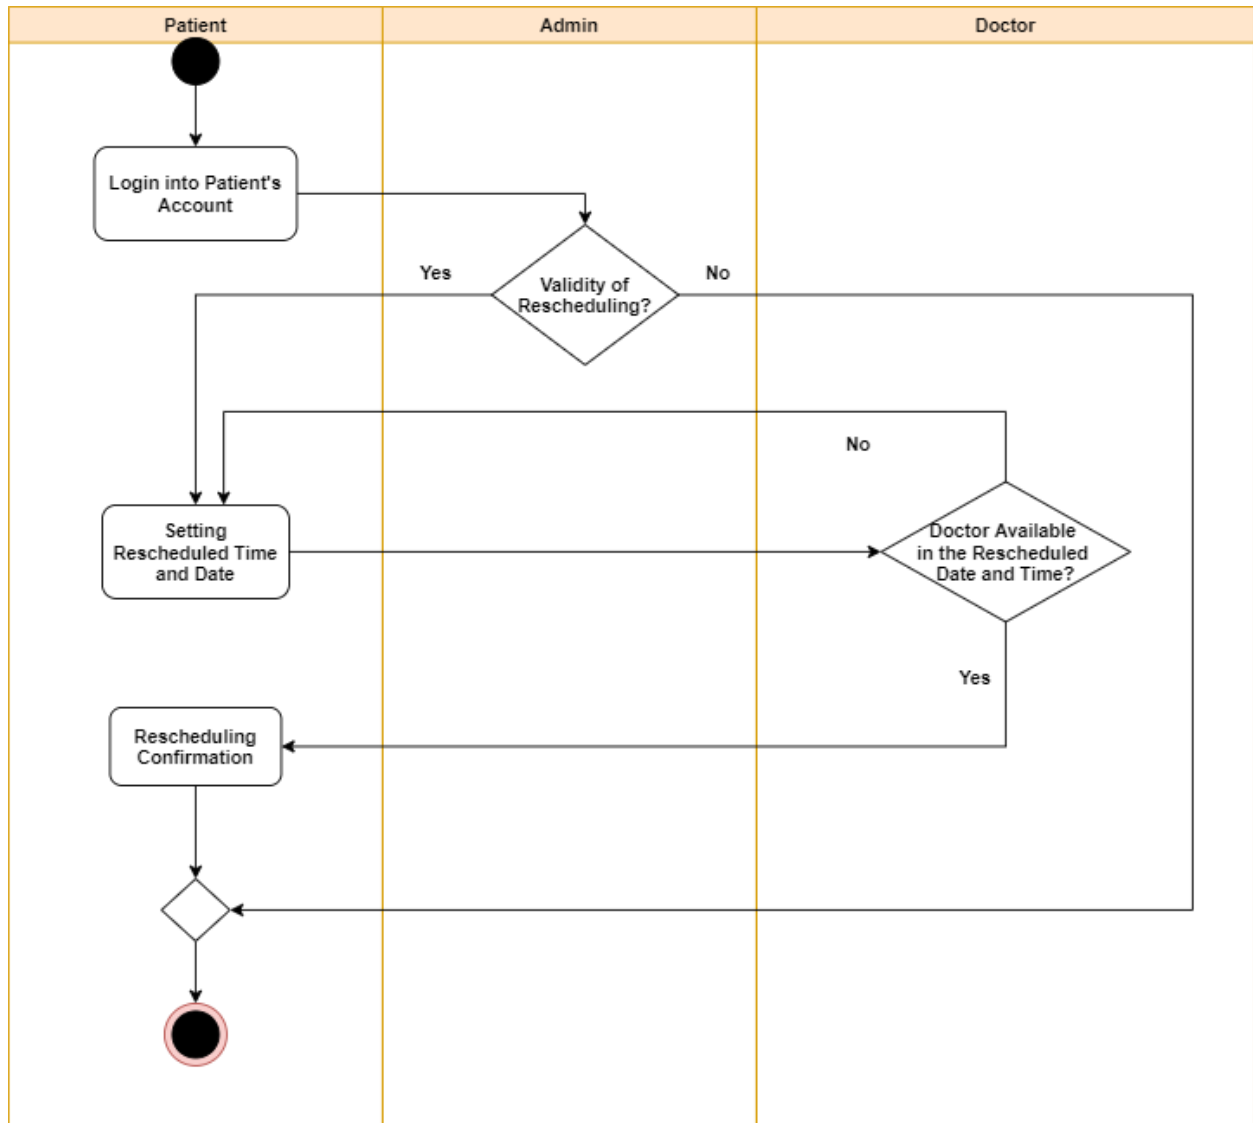 Patient
Admin
Doctor
Login into Patient's
Account
Yes
Validity of
Rescheduling?
No
No
Setting
Rescheduled Time
and Date
Doctor Available
in the Rescheduled
Date and Time?
Yes
Rescheduling
Confirmation